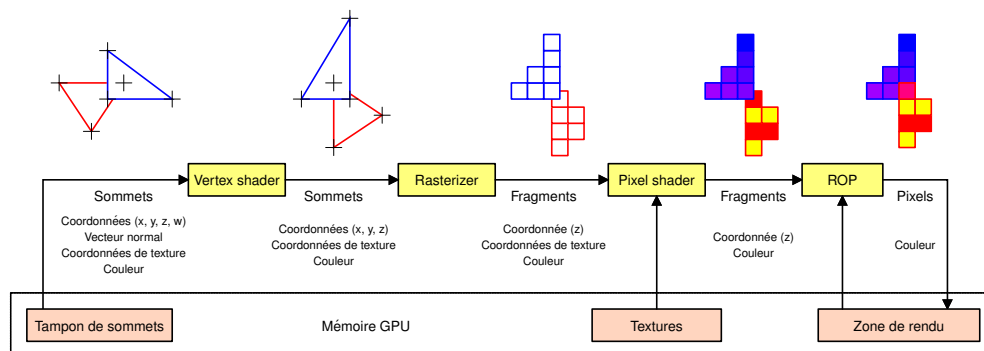 Vertex shader
Rasterizer
Pixel shader
ROP
Sommets
Sommets
Fragments
Fragments
Pixels
Coordonnées (x, y, z, w)
Vecteur normal
Coordonnées de texture
Couleur
Coordonnées (x, y, z)
Coordonnées de texture
Couleur
Coordonnée (z)
Coordonnées de texture
Couleur
Coordonnée (z)
Couleur
Couleur
Tampon de sommets
Mémoire GPU
Textures
Zone de rendu